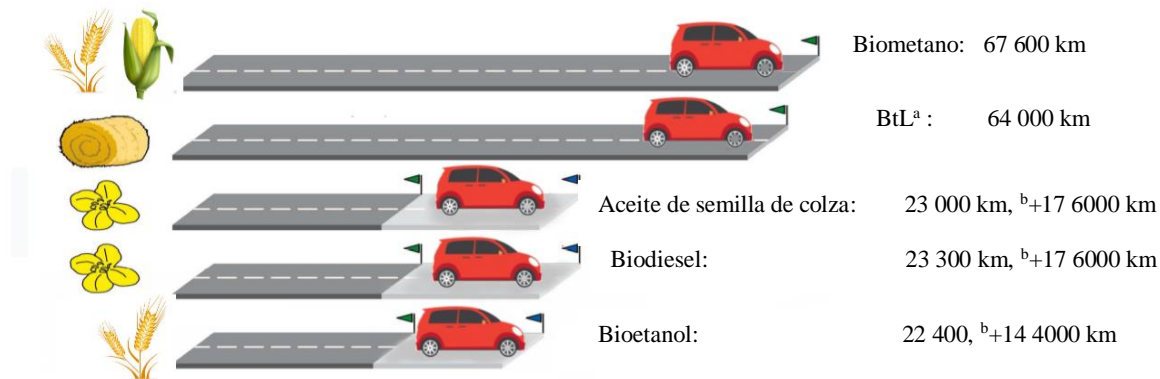 Biometano: 67 600 km
BtLᵃ : 64 000 km
Aceite de semilla de colza: 23 000 km, ᵇ+17 6000 km
Biodiesel: 23 300 km, ᵇ+17 6000 km
Bioetanol: 22 400, ᵇ+14 4000 km